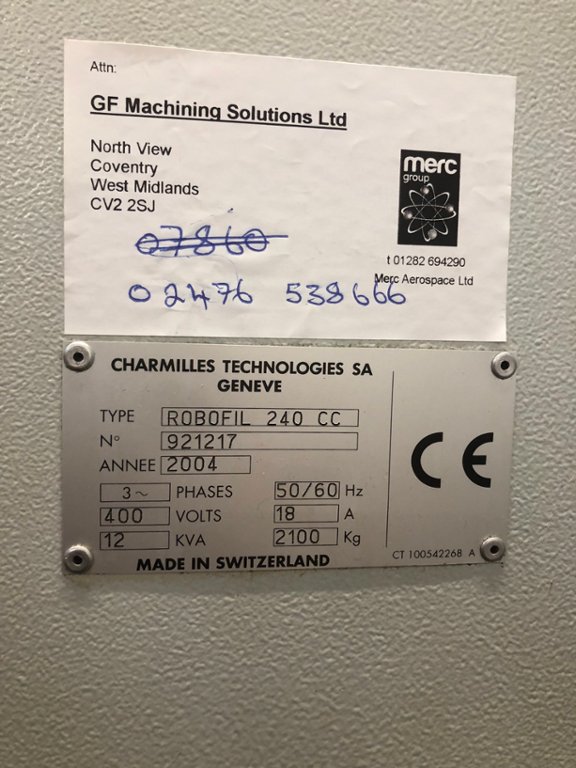 Attn:
GF Machining Solutions Ltd
North View
Coventry
West Midlands
CV2 2SJ
07860
02476 538666
merc
group
t 01282 694290
Merc Aerospace Ltd
CHARMILLES TECHNOLOGIES SA
GENEVE
TYPE ROBOFIL 240 CC
N° 921217
ANNEE 2004
3~ PHASES 50/60 Hz
400 VOLTS 18 A
12 KVA 2100 Kg
MADE IN SWITZERLAND
CE
CT 100542268 A